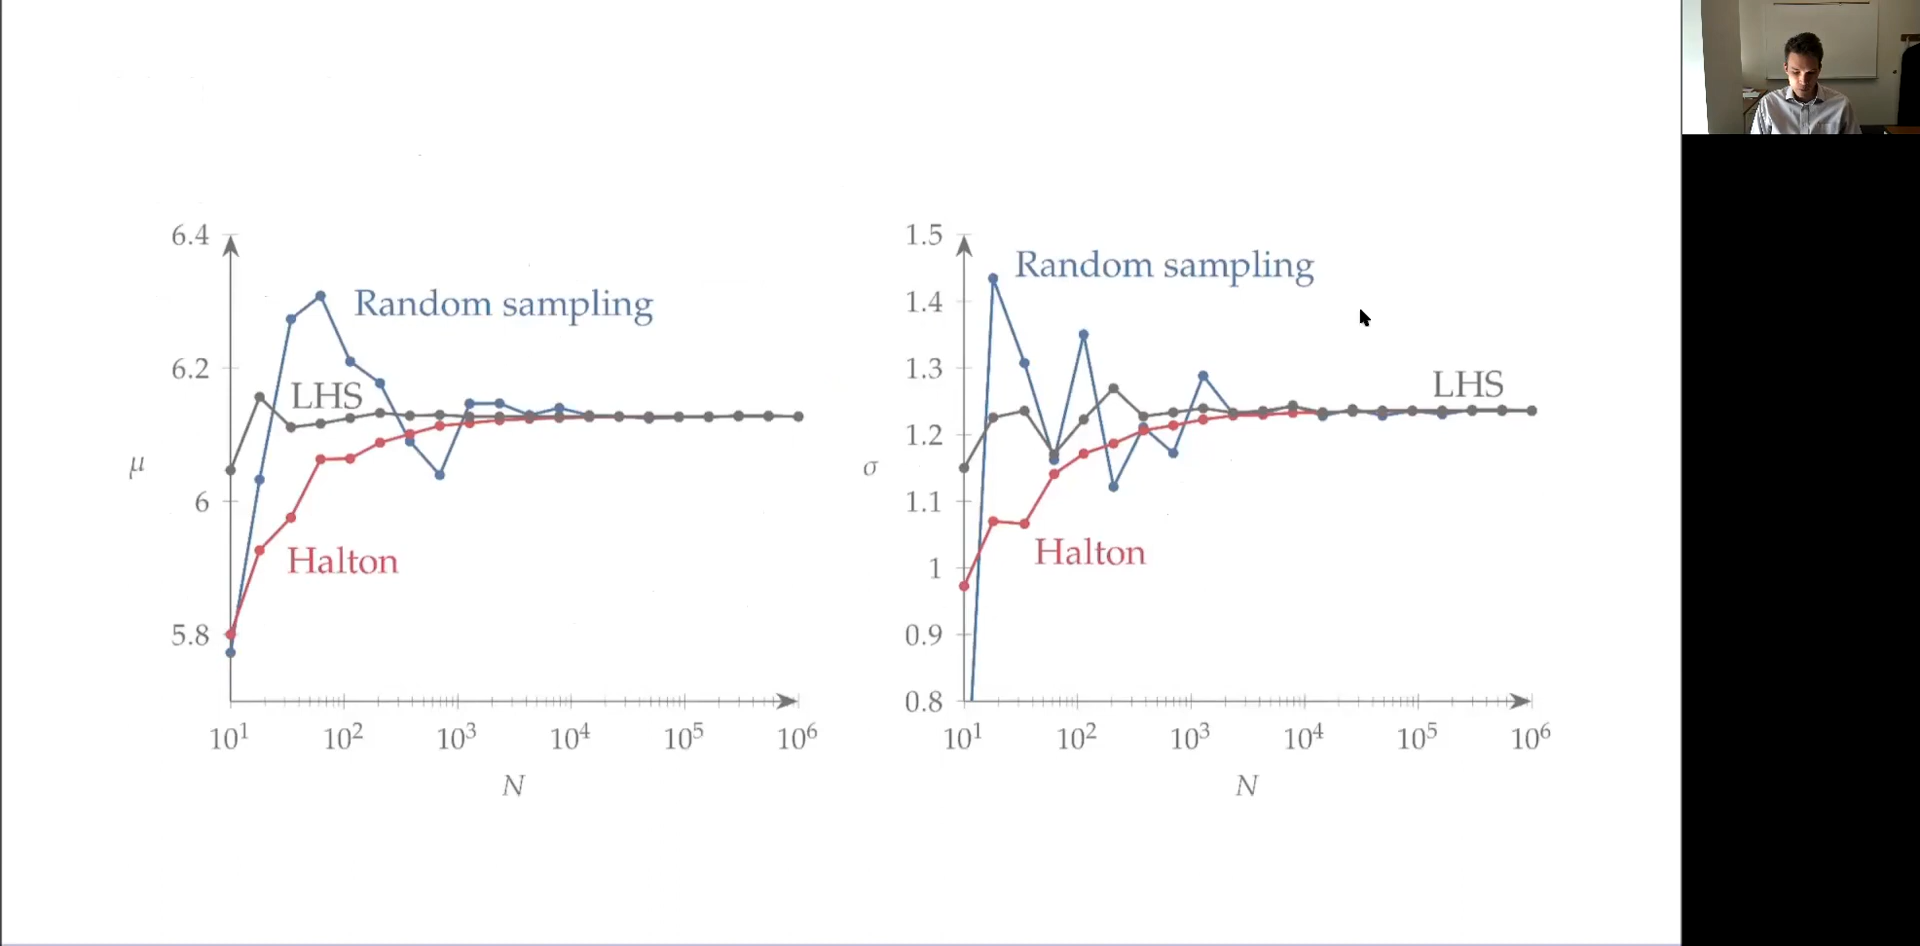 6.4
6.2
6
5.8
μ
Random sampling
LHS
Halton
10¹ 10² 10³ 10⁴ 10⁵ 10⁶
N
1.5
1.4
1.3
1.2
1.1
1
0.9
0.8
σ
Random sampling
LHS
Halton
10¹ 10² 10³ 10⁴ 10⁵ 10⁶
N